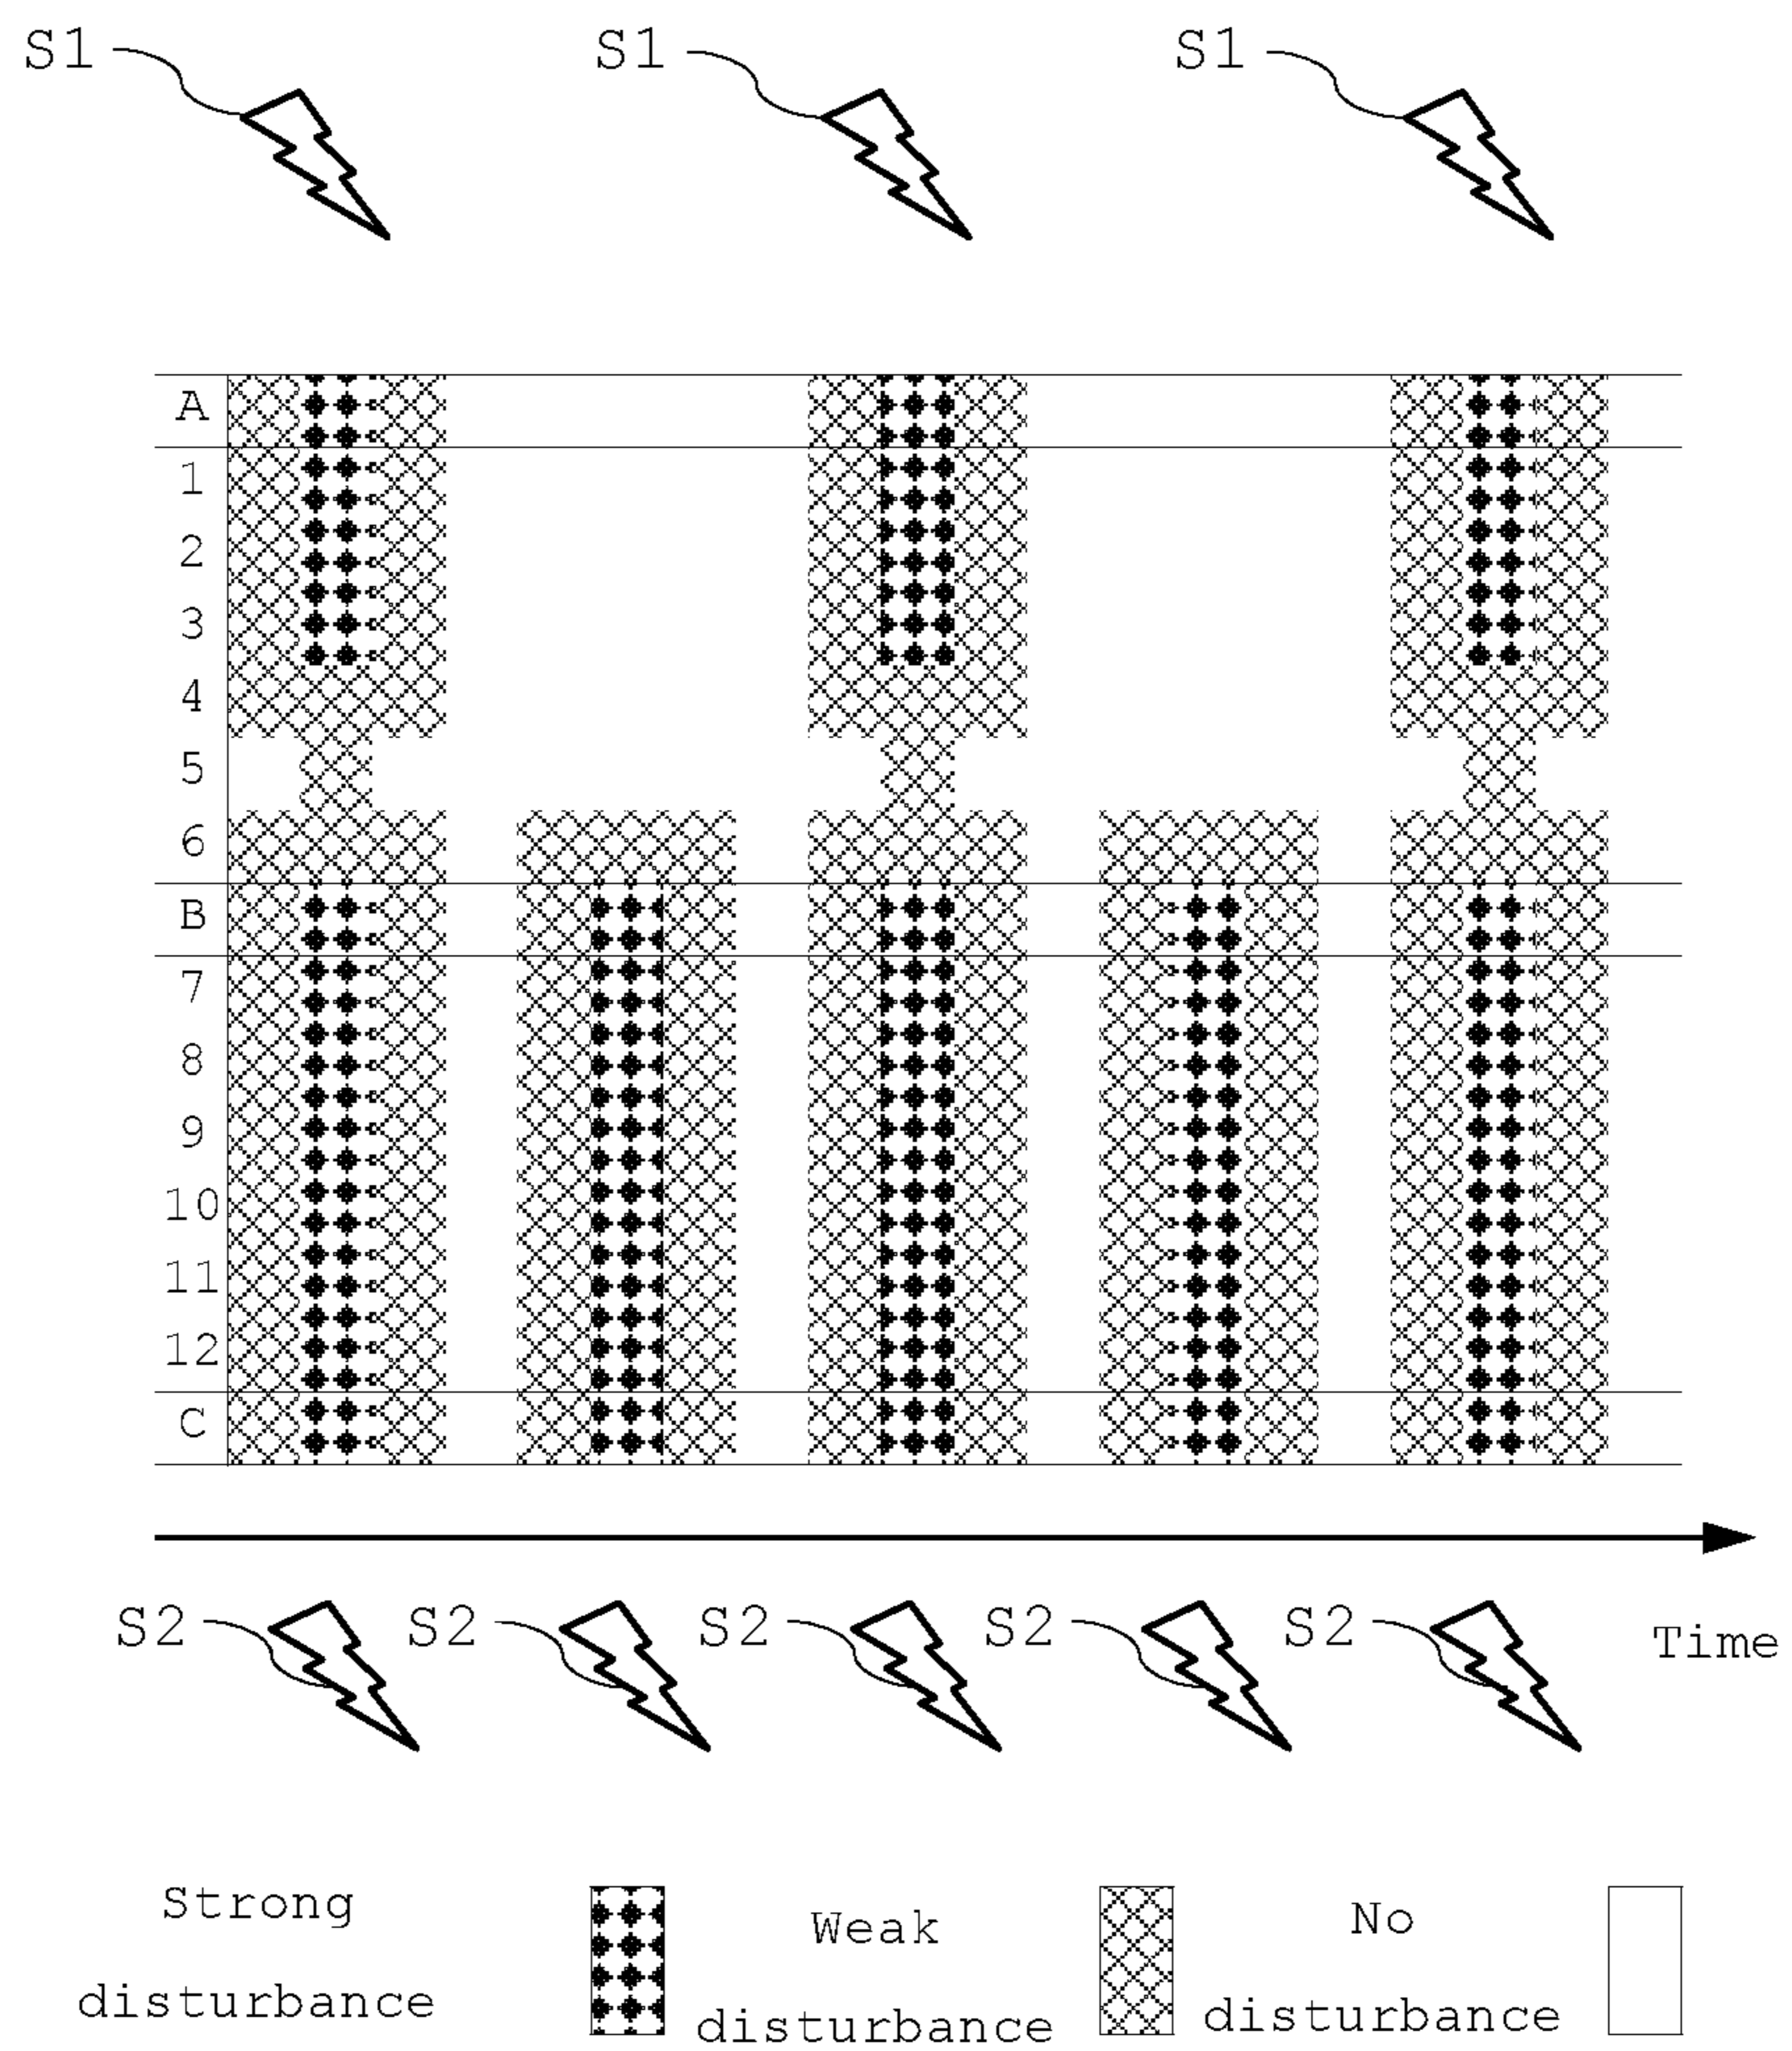 S1 S1 S1
A
1
2
3
4
5
6
B
7
8
9
10
11
12
C
S2 S2 S2 S2 S2
Time
Strong
disturbance
Weak
disturbance
No
disturbance